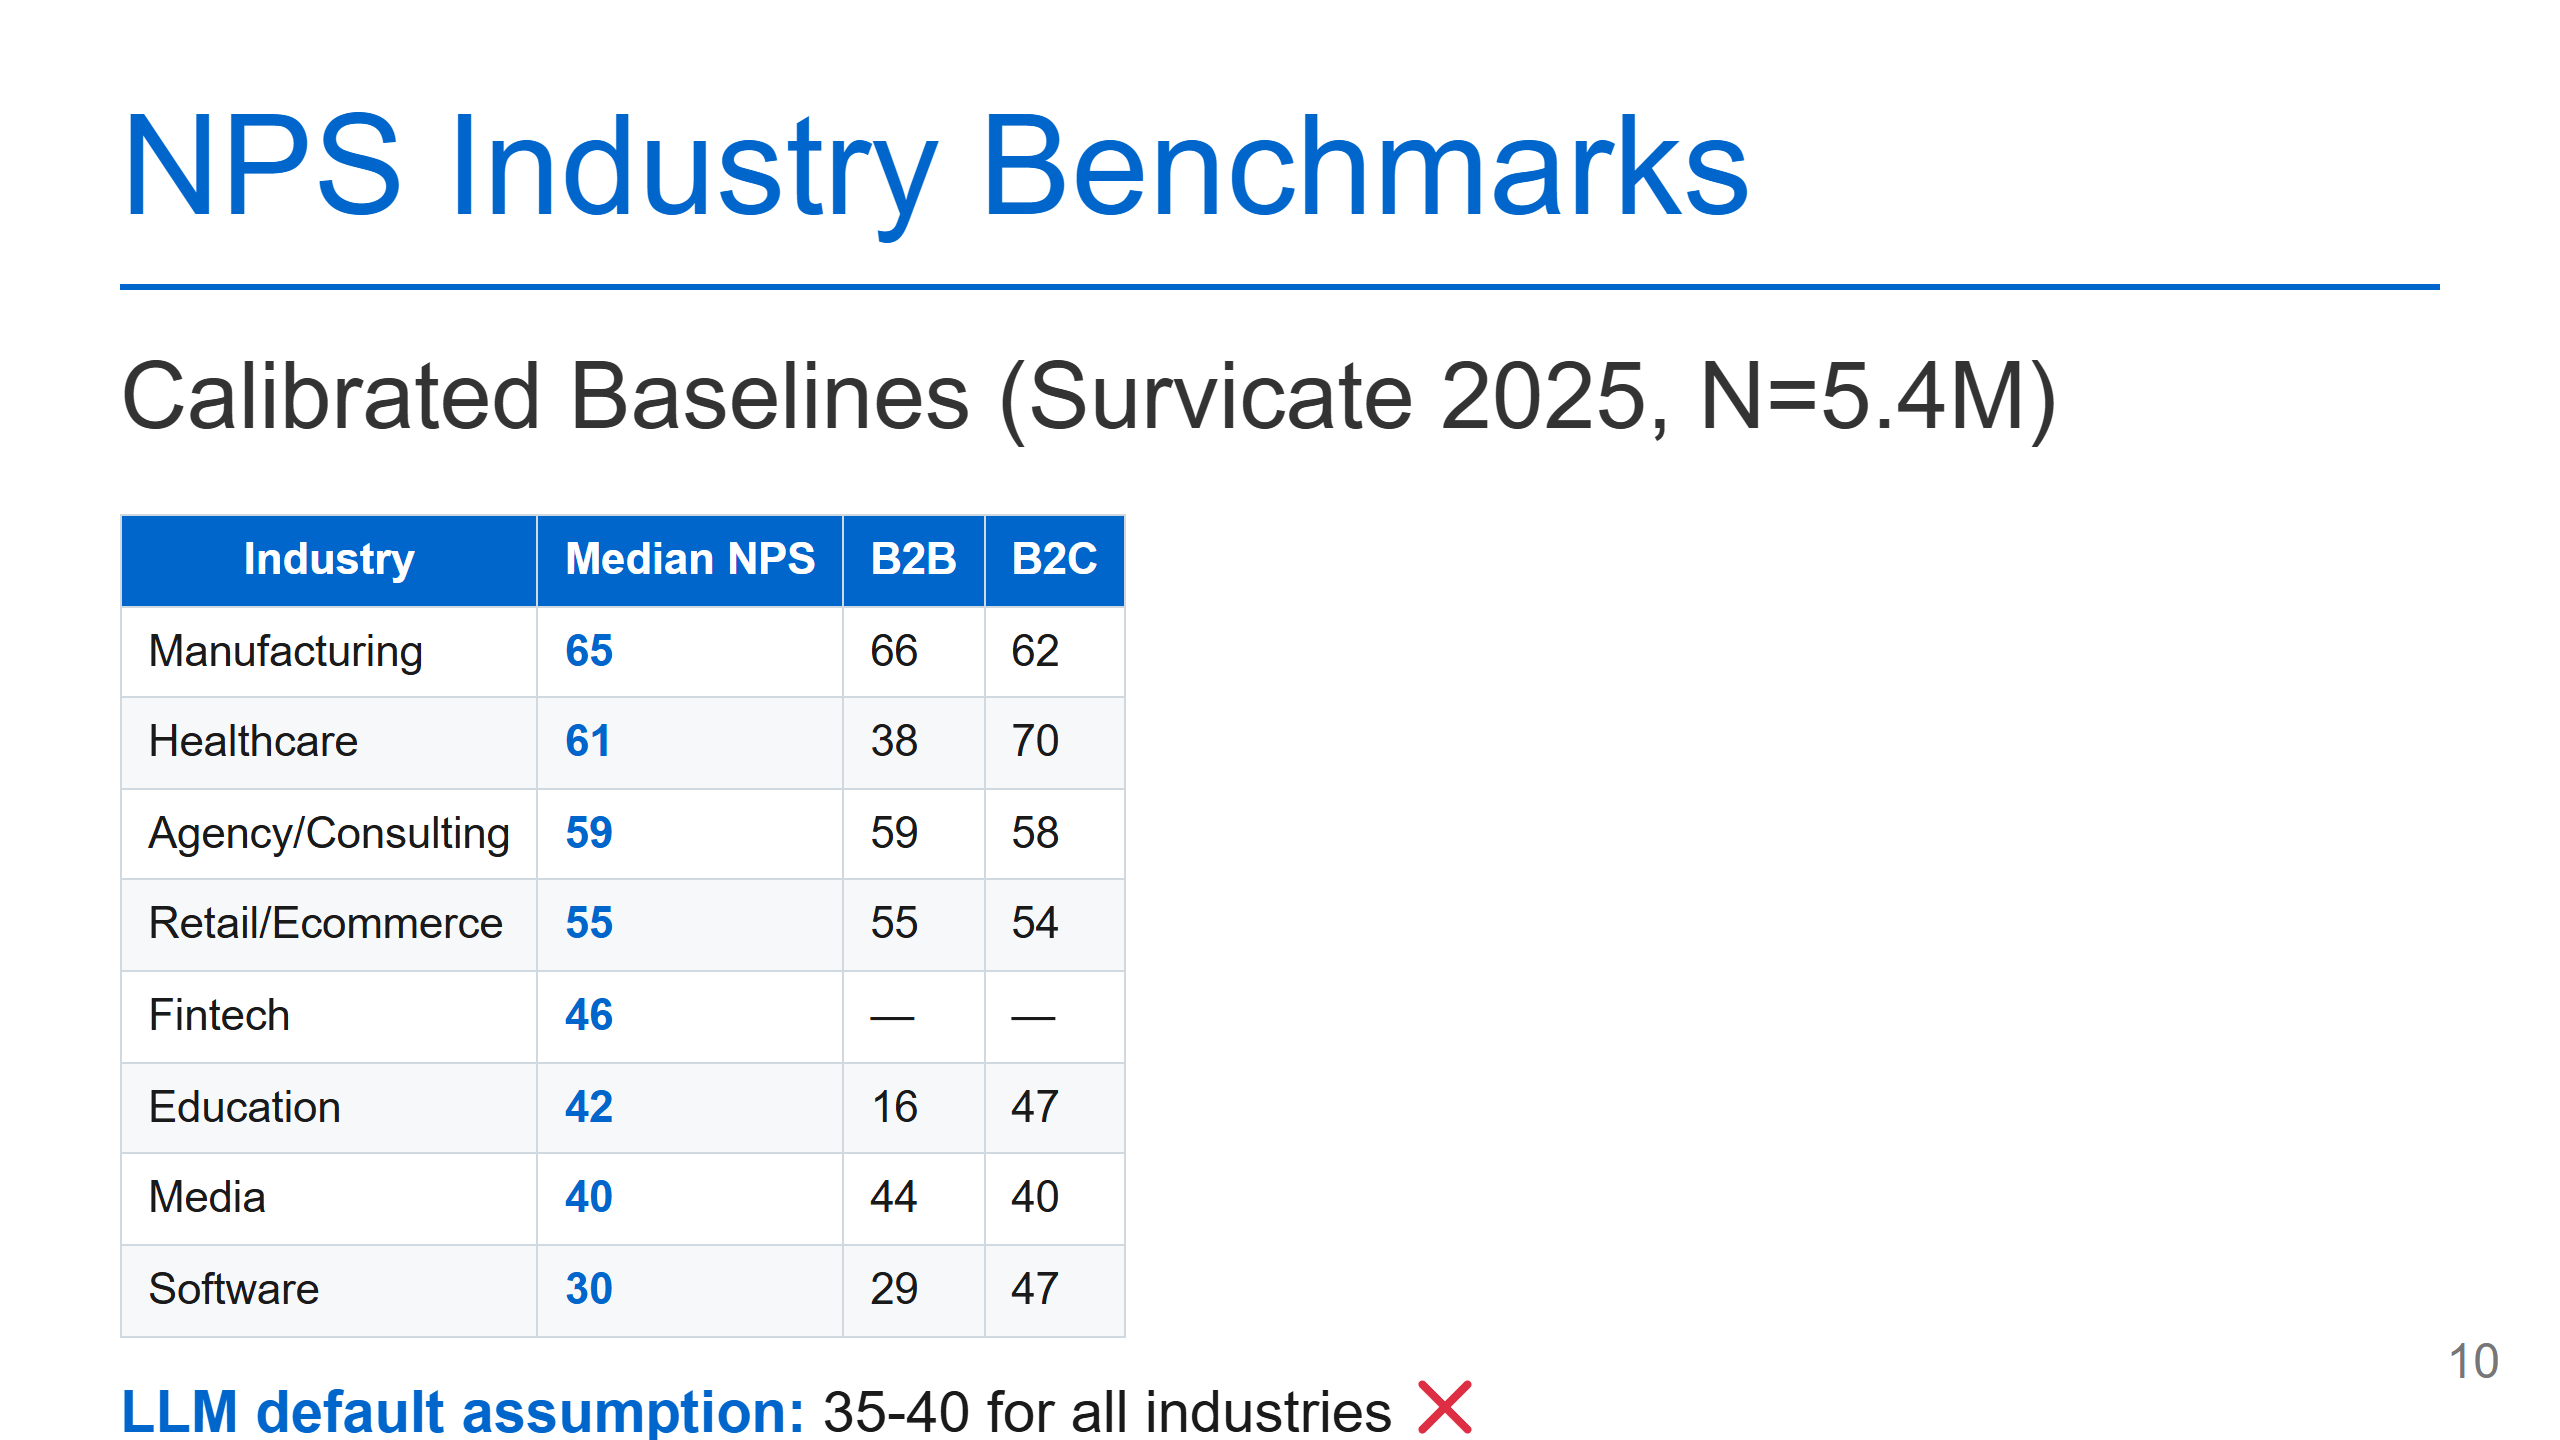 NPS Industry Benchmarks
Calibrated Baselines (Survicate 2025, N=5.4M)
Industry Median NPS B2B B2C
Manufacturing 65 66 62
Healthcare 61 38 70
Agency/Consulting 59 59 58
Retail/Ecommerce 55 55 54
Fintech 46 — —
Education 42 16 47
Media 40 44 40
Software 30 29 47
LLM default assumption: 35-40 for all industries ❌
10